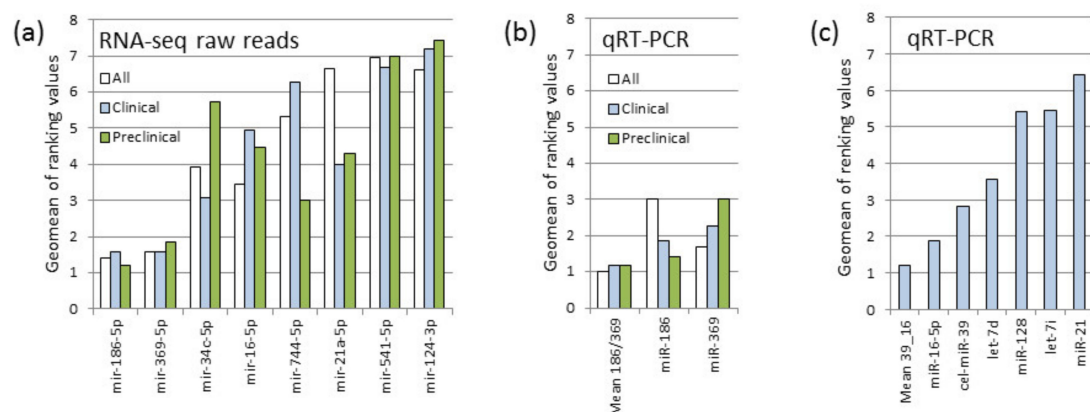 (a)
RNA-seq raw reads
All
Clinical
Preclinical
Geomean of ranking values
8
7
6
5
4
3
2
1
0
mir-186-5p
mir-369-5p
mir-34c-5p
mir-16-5p
mir-744-5p
mir-21a-5p
mir-541-5p
mir-124-3p
(b)
qRT-PCR
All
Clinical
Preclinical
Geomean of ranking values
8
7
6
5
4
3
2
1
0
Mean 186/369
miR-186
miR-369
(c)
qRT-PCR
Geomean of renking values
8
7
6
5
4
3
2
1
0
Mean 39_16
miR-16-5p
cel-miR-39
let-7d
miR-128
let-7i
miR-21